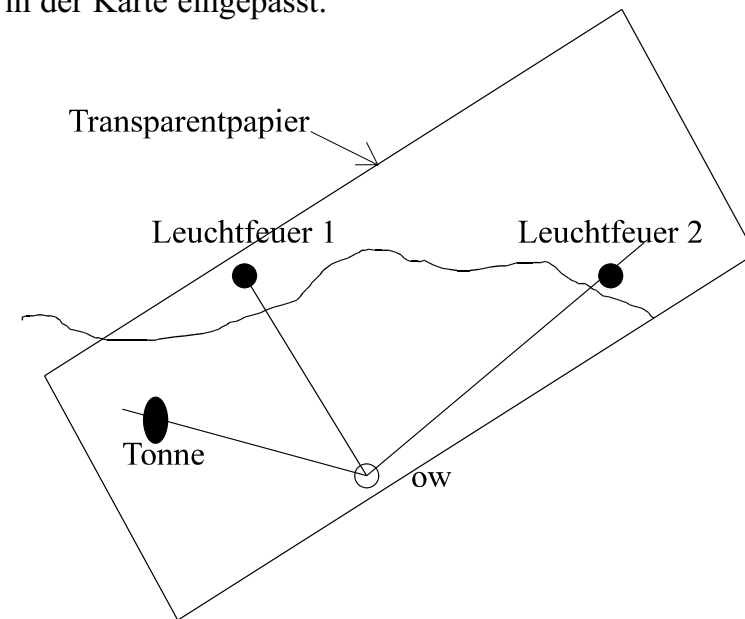 in der Karte eingepasst.
Transparentpapier
Leuchtfeuer 1
Leuchtfeuer 2
Tonne
ow